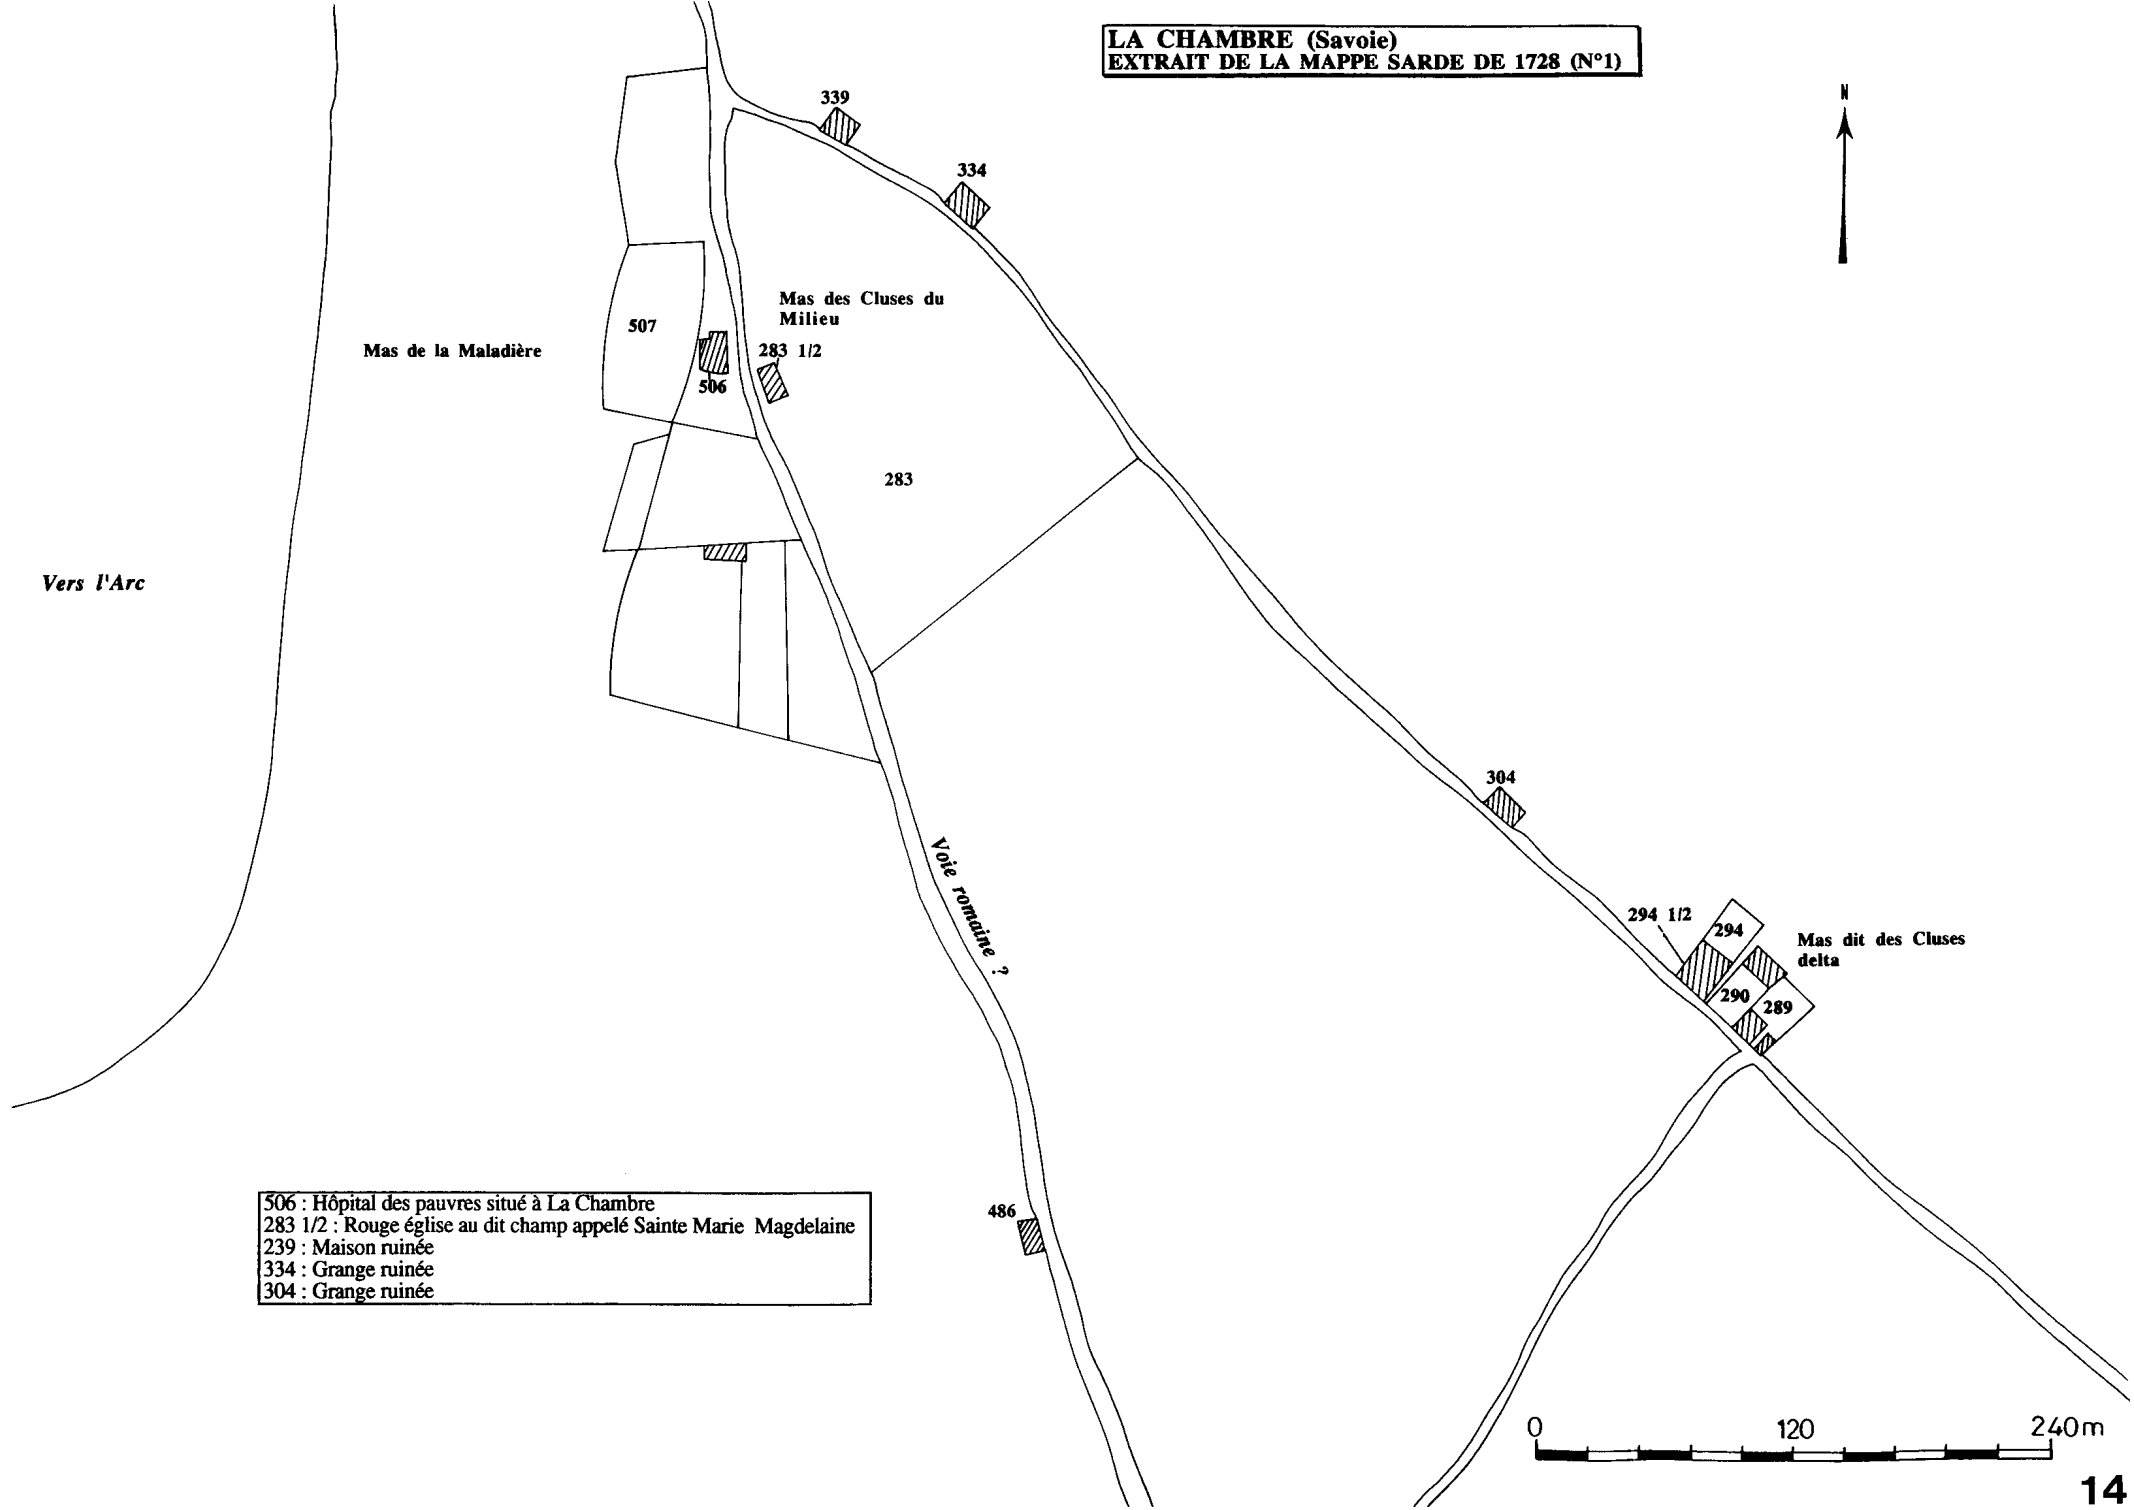 LA CHAMBRE (Savoie)
EXTRAIT DE LA MAPPE SARDE DE 1728 (N°1)
N
339
334
Mas des Cluses du
Milieu
507
Mas de la Maladière
283 1/2
506
283
Vers l'Arc
304
Voie romaine ?
294 1/2
294
Mas dit des Cluses
delta
290
289
506 : Hôpital des pauvres situé à La Chambre
283 1/2 : Rouge église au dit champ appelé Sainte Marie Magdelaine
239 : Maison ruinée
334 : Grange ruinée
304 : Grange ruinée
486
0 120 240m
14